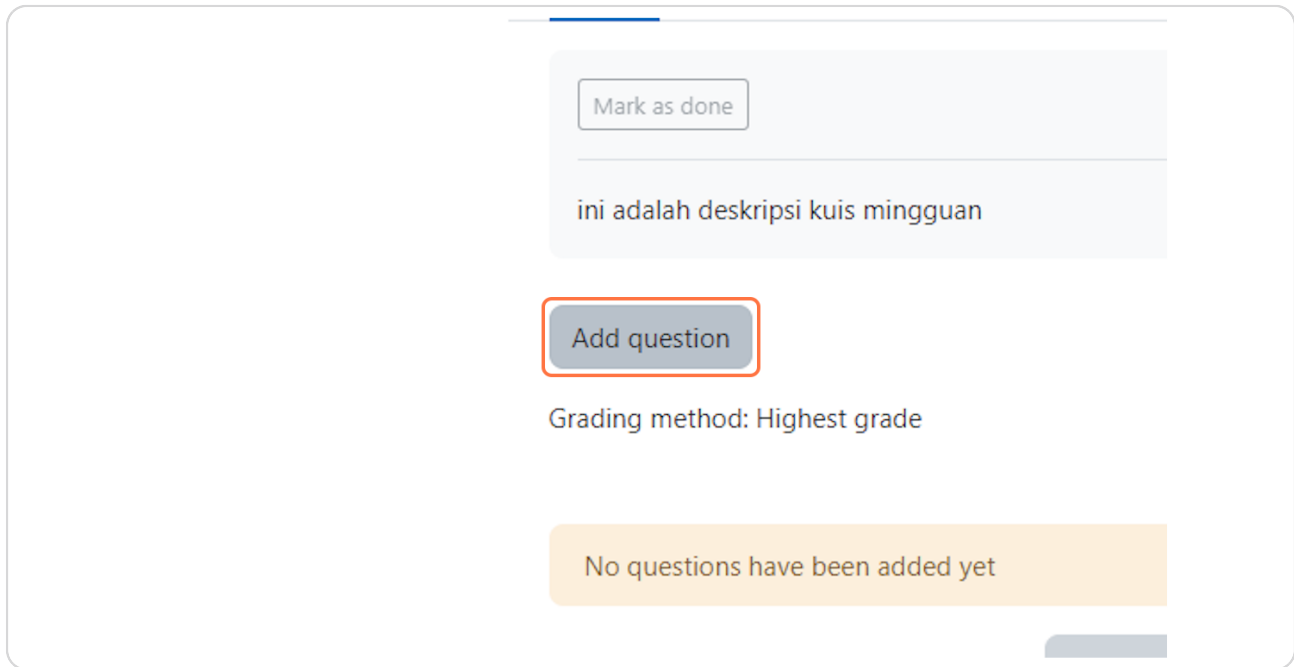 Mark as done
ini adalah deskripsi kuis mingguan
Add question
Grading method: Highest grade
No questions have been added yet